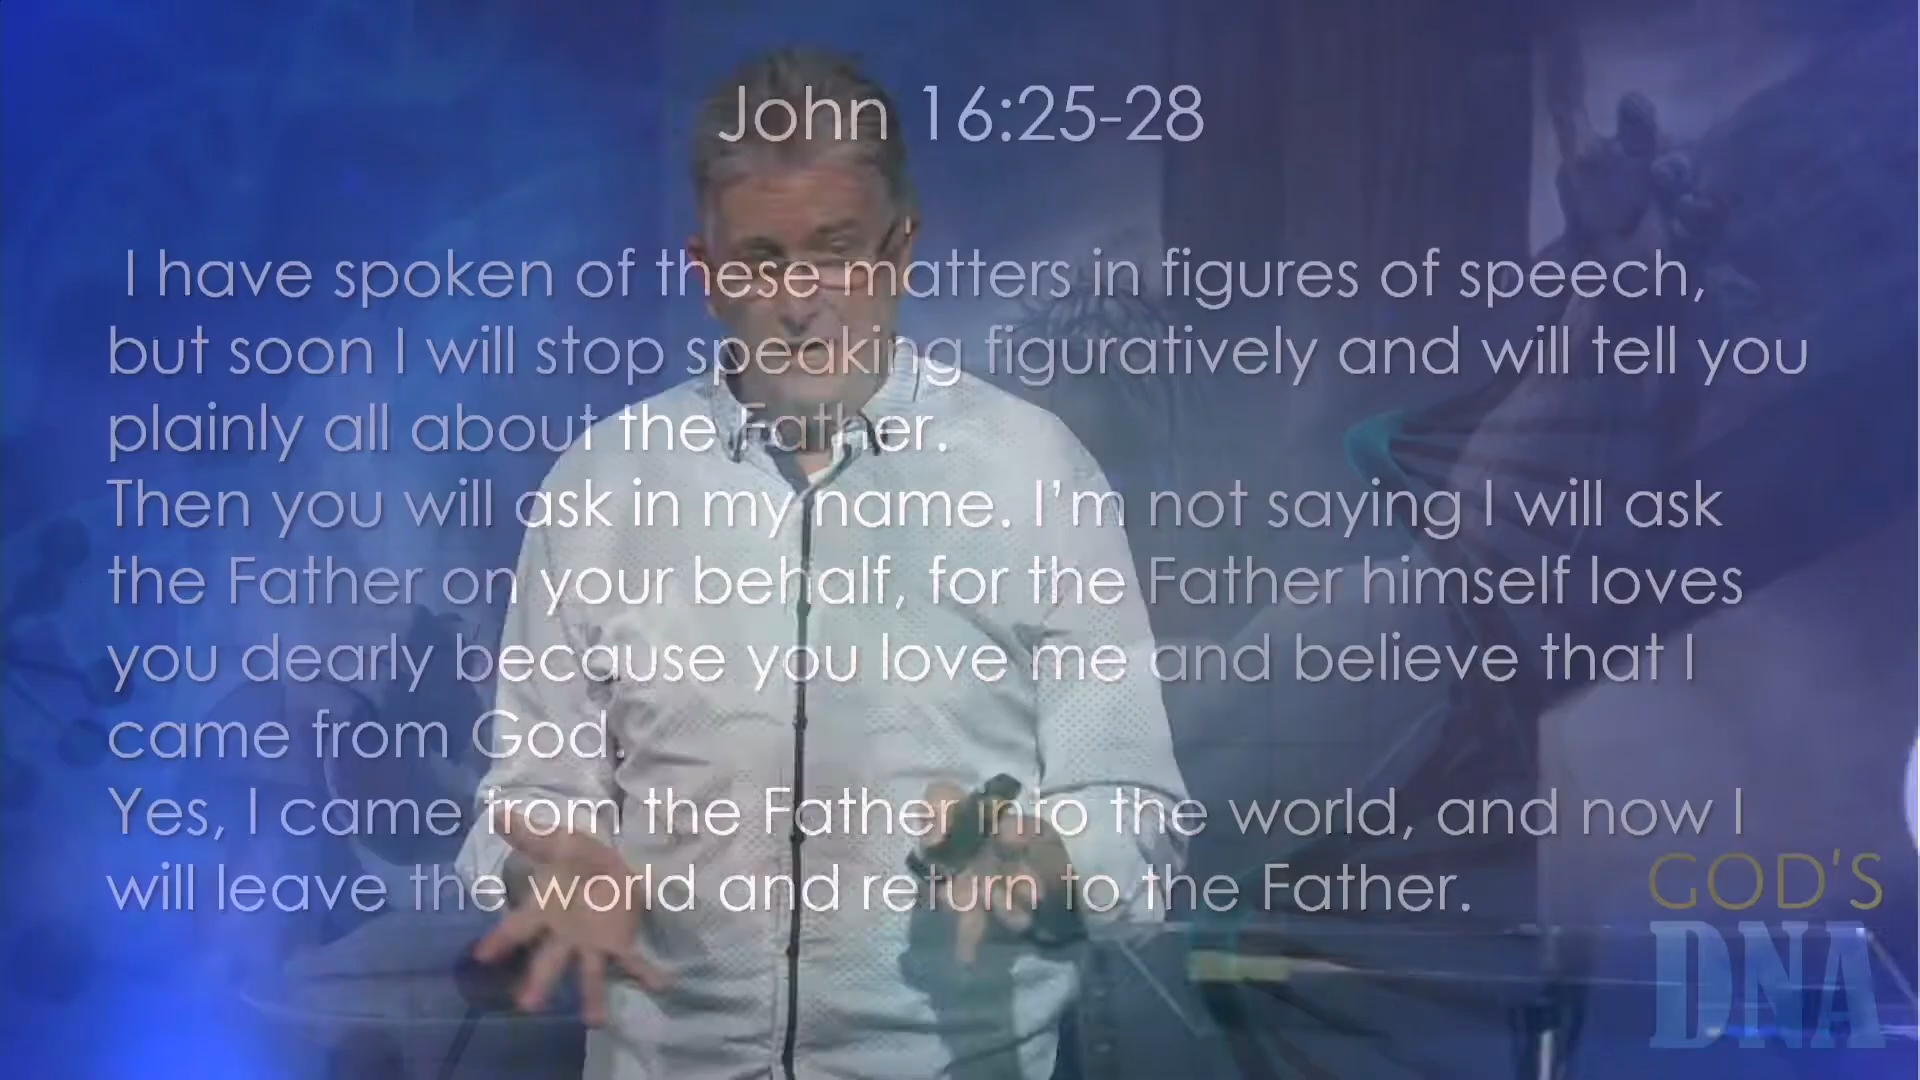 John 16:25-28
I have spoken of these matters in figures of speech,
but soon I will stop speaking figuratively and will tell you
plainly all about the Father.
Then you will ask in my name. I’m not saying I will ask
the Father on your behalf, for the Father himself loves
you dearly because you love me and believe that I
came from God.
Yes, I came from the Father into the world, and now I
will leave the world and return to the Father.
GOD'S
DNA